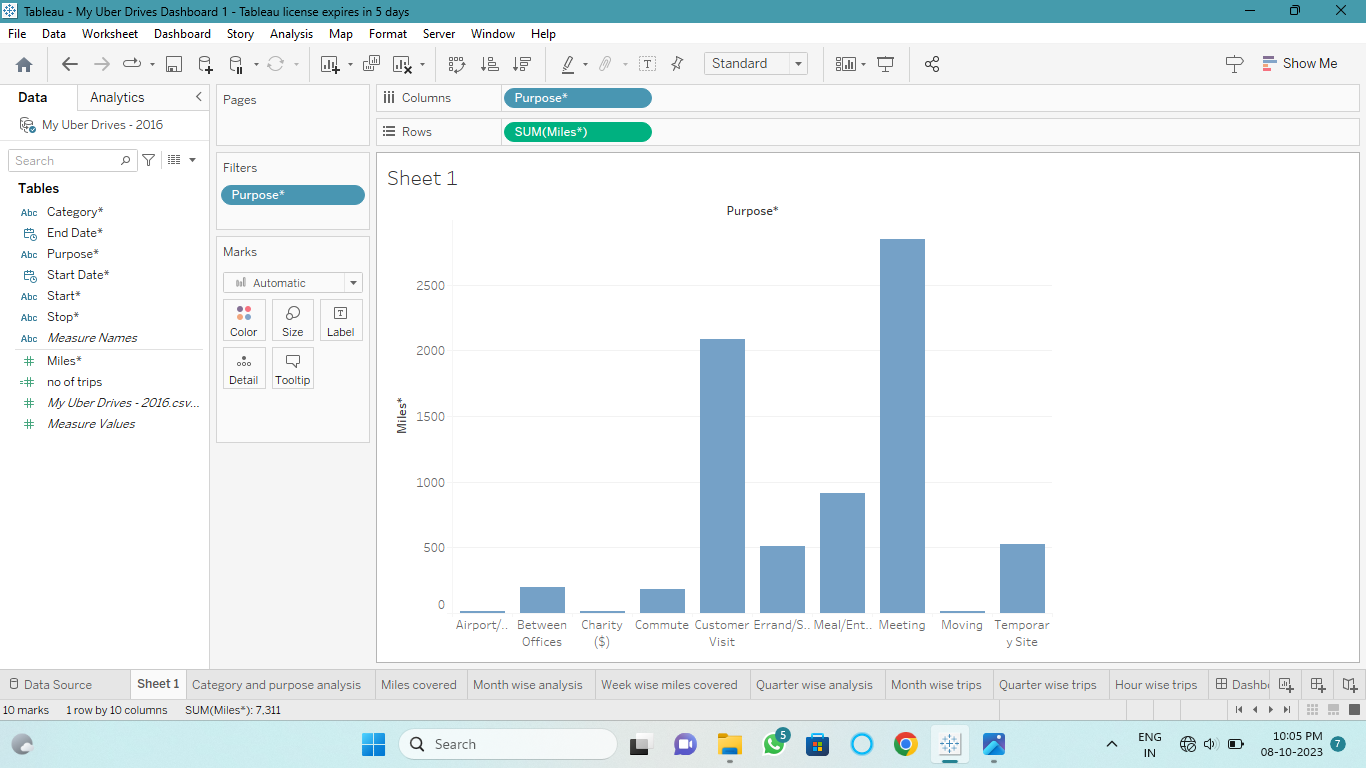 Tableau - My Uber Drives Dashboard 1 - Tableau license expires in 5 days
File Data Worksheet Dashboard Story Analysis Map Format Server Window Help
Standard
Show Me
Data Analytics
My Uber Drives - 2016
Search
Tables
Abc Category*
End Date*
Abc Purpose*
Start Date*
Abc Start*
Abc Stop*
Abc Measure Names
# Miles*
=# no of trips
# My Uber Drives - 2016.csv...
# Measure Values
Pages
Filters
Purpose*
Marks
Automatic
Color Size Label
Detail Tooltip
Columns Purpose*
Rows SUM(Miles*)
Sheet 1
Purpose*
Miles*
2500
2000
1500
1000
500
0
Airport/.. Between Offices Charity ($) Commute Customer Visit Errand/S.. Meal/Ent.. Meeting Moving Temporar y Site
Data Source Sheet 1 Category and purpose analysis Miles covered Month wise analysis Week wise miles covered Quarter wise analysis Month wise trips Quarter wise trips Hour wise trips Dashb
10 marks 1 row by 10 columns SUM(Miles*): 7,311
Search
5
ENG
IN
10:05 PM
08-10-2023
7